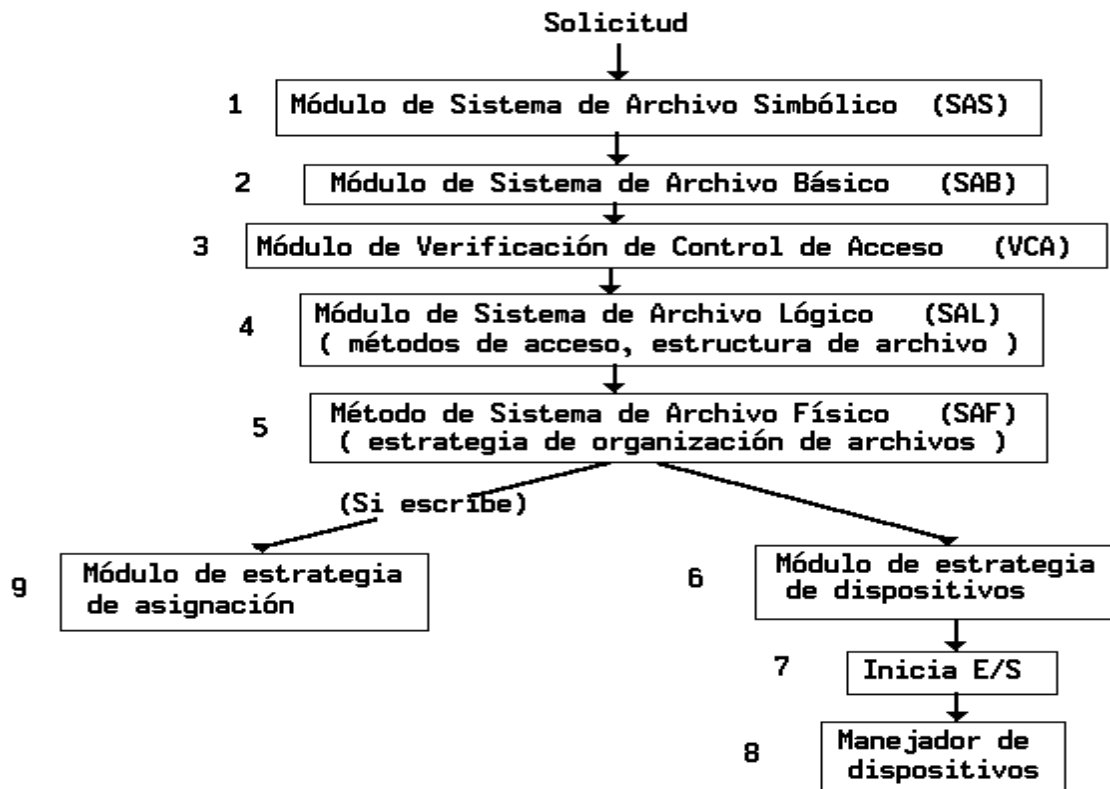 Solicitud
1 Módulo de Sistema de Archivo Simbólico (SAS)
2 Módulo de Sistema de Archivo Básico (SAB)
3 Módulo de Verificación de Control de Acceso (VCA)
4 Módulo de Sistema de Archivo Lógico (SAL)
( métodos de acceso, estructura de archivo )
5 Método de Sistema de Archivo Físico (SAF)
( estrategia de organización de archivos )
(Si escribe)
9 Módulo de estrategia
de asignación
6 Módulo de estrategia
de dispositivos
7 Inicia E/S
8 Manejador de
dispositivos